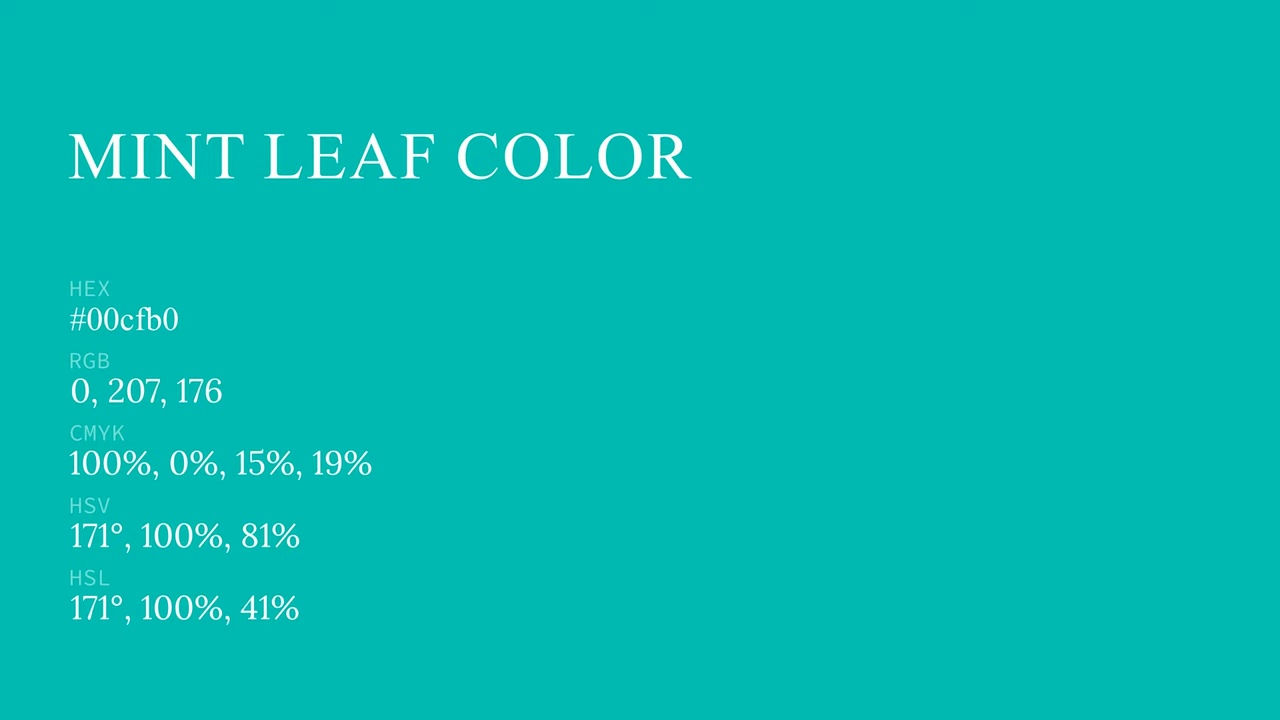 MINT LEAF COLOR
HEX
#00cfb0
RGB
0, 207, 176
CMYK
100%, 0%, 15%, 19%
HSV
171°, 100%, 81%
HSL
171°, 100%, 41%